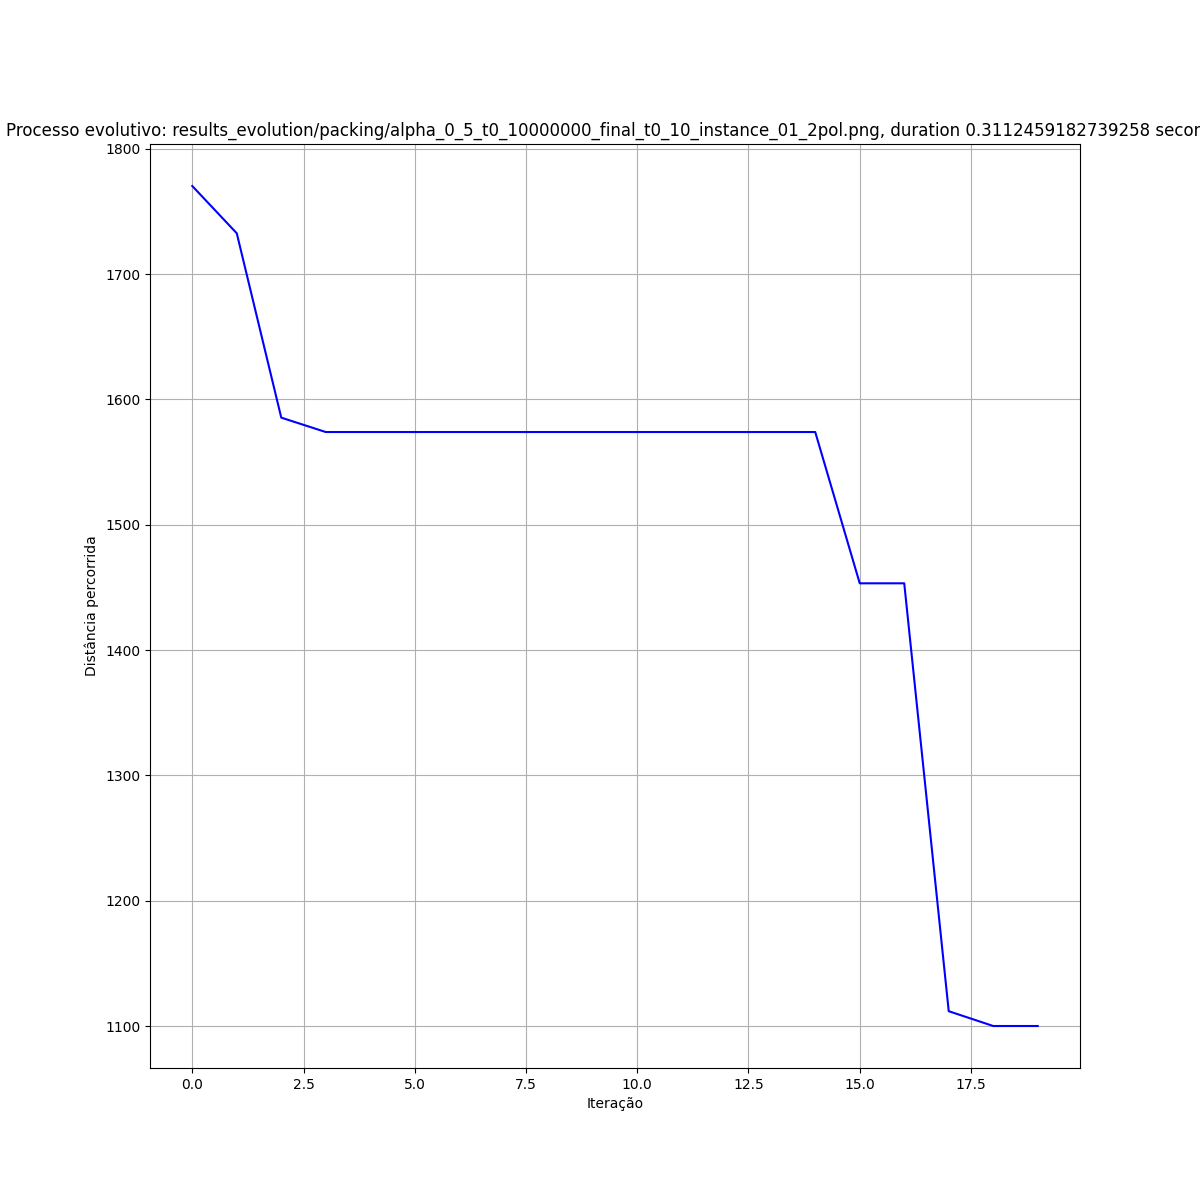 Processo evolutivo: results_evolution/packing/alpha_0_5_t0_10000000_final_t0_10_instance_01_2pol.png, duration 0.3112459182739258
1800
1700
1600
1500
1400
1300
1200
1100
Distância percorrida
0.0 2.5 5.0 7.5 10.0 12.5 15.0 17.5
Iteração